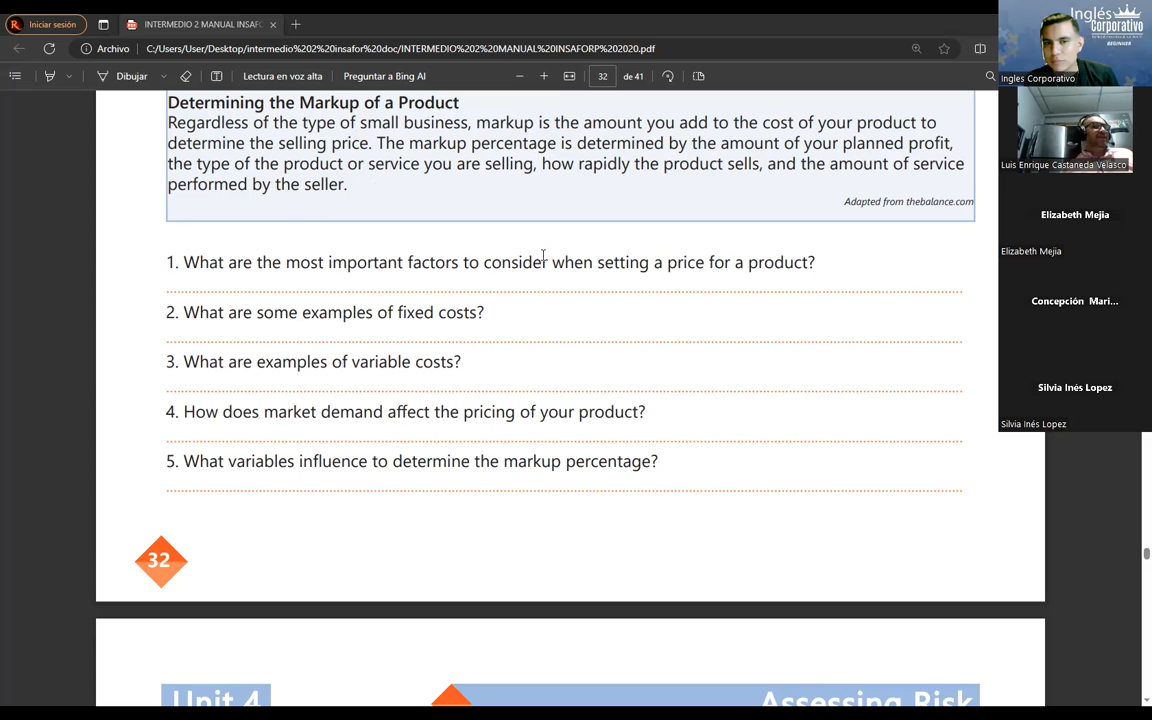 Iniciar sesión
INTERMEDIO 2 MANUAL INSAF
Archivo
C:/Users/User/Desktop/intermedio%202%20insafor%20doc/INTERMEDIO%202%20MANUAL%20INSAFORP%202020.pdf
Dibujar
Lectura en voz alta
Preguntar a Bing AI
32
de 41
Determining the Markup of a Product
Regardless of the type of small business, markup is the amount you add to the cost of your product to
determine the selling price. The markup percentage is determined by the amount of your planned profit,
the type of the product or service you are selling, how rapidly the product sells, and the amount of service
performed by the seller.
Adapted from thebalance.com
1. What are the most important factors to consider when setting a price for a product?
2. What are some examples of fixed costs?
3. What are examples of variable costs?
4. How does market demand affect the pricing of your product?
5. What variables influence to determine the markup percentage?
32
Unit 4
Assessing Risk
Inglés
Corporativo
BEGINNER
Ingles Corporativo
Luis Enrique Castaneda Velasco
Elizabeth Mejia
Elizabeth Mejia
Concepción Mari...
Silvia Inés Lopez
Silvia Inés Lopez